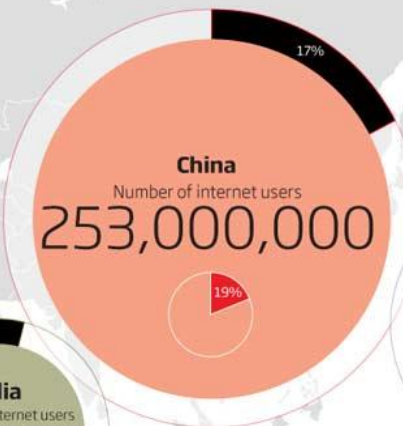 17%
China
Number of internet users
253,000,000
19%